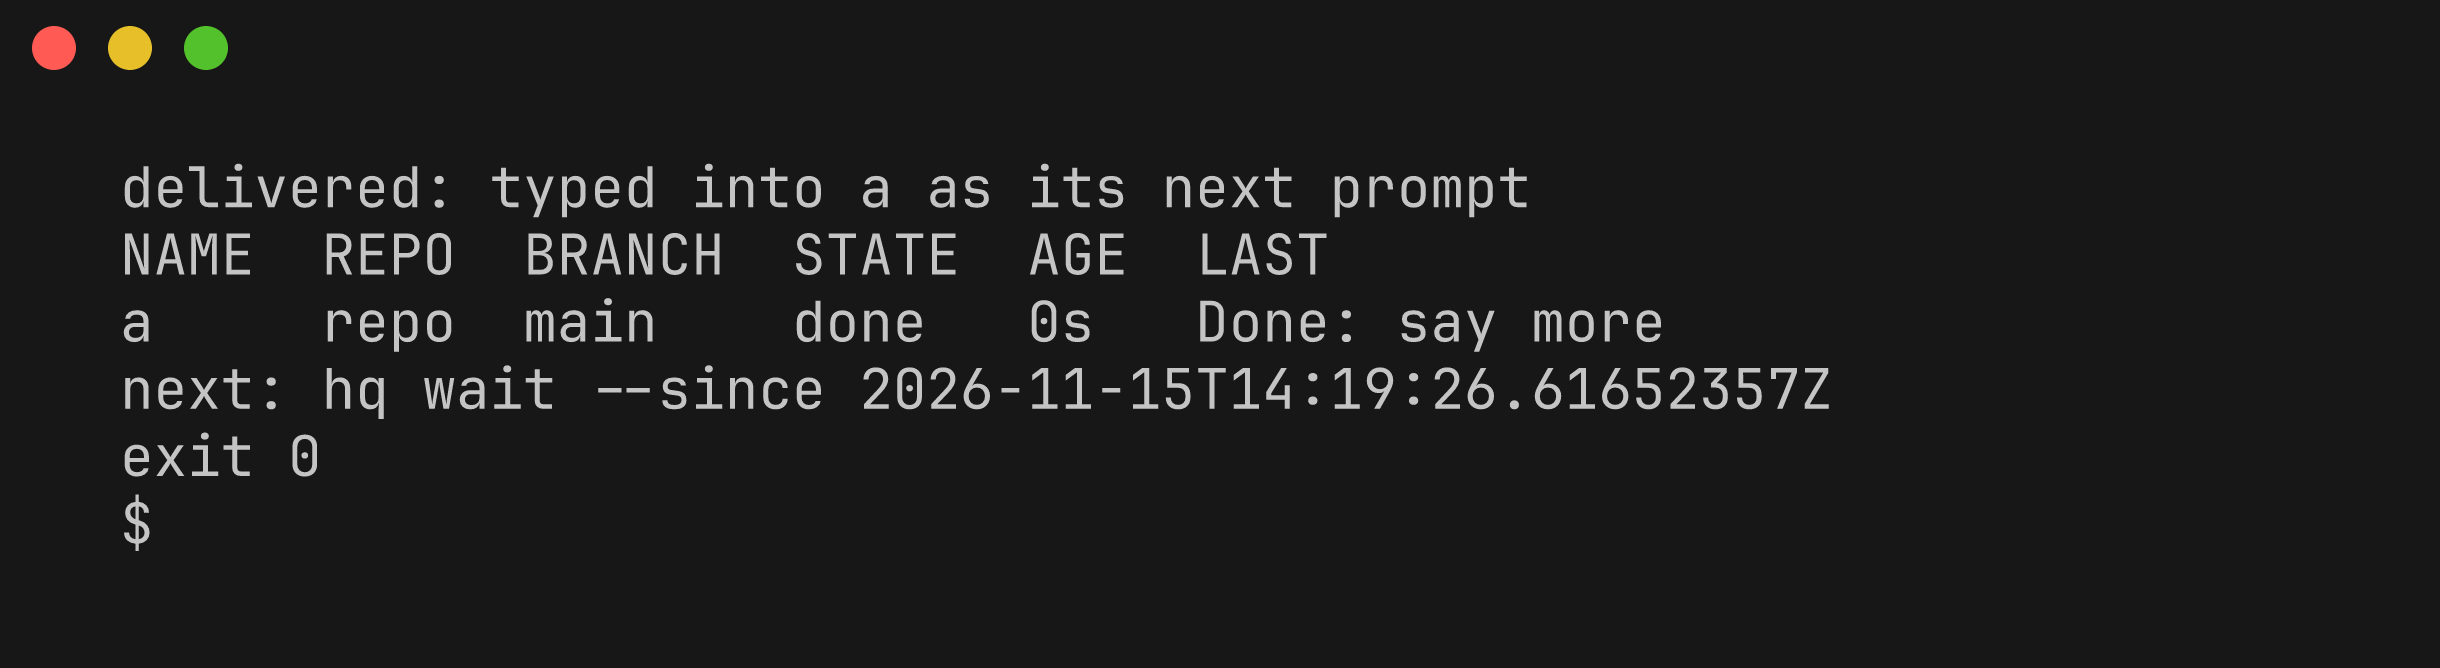 delivered: typed into a as its next prompt
NAME  REPO  BRANCH  STATE  AGE  LAST
a     repo  main    done   0s   Done: say more
next: hq wait --since 2026-11-15T14:19:26.61652357Z
exit 0
$